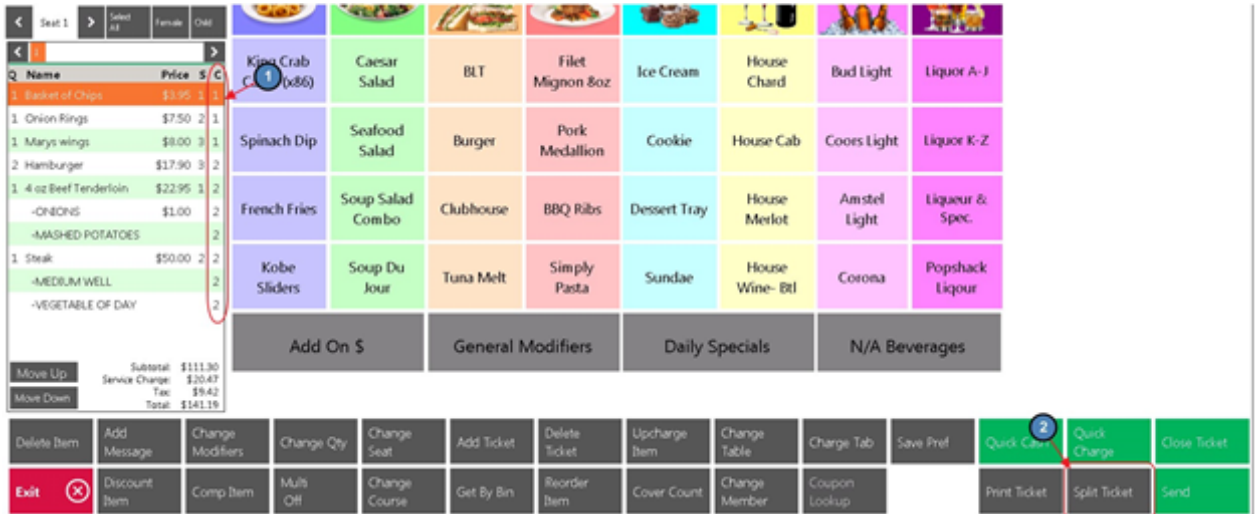 Seat 1
Select
All
Female
Child
1
Q Name Price S C
1 Basket of Chips $3.95 1 1
1 Onion Rings $7.50 2 1
1 Marys wings $8.00 3 1
2 Hamburger $17.90 3 2
1 4 oz Beef Tenderloin $22.95 1 2
-ONIONS $1.00 2
-MASHED POTATOES 2
1 Steak $50.00 2 2
-MEDIUM WELL 2
-VEGETABLE OF DAY 2
Move Up
Move Down
Subtotal: $111.30
Service Charge: $20.47
Tax: $9.42
Total: $141.19
1
King Crab
(x86)
Caesar
Salad
BLT
Filet
Mignon 8oz
Ice Cream
House
Chard
Bud Light
Liquor A-J
Spinach Dip
Seafood
Salad
Burger
Pork
Medallion
Cookie
House Cab
Coors Light
Liquor K-Z
French Fries
Soup Salad
Combo
Clubhouse
BBQ Ribs
Dessert Tray
House
Merlot
Amstel
Light
Liqueur &
Spec.
Kobe
Sliders
Soup Du
Jour
Tuna Melt
Simply
Pasta
Sundae
House
Wine- Btl
Corona
Popshack
Liqour
Add On $
General Modifiers
Daily Specials
N/A Beverages
Delete Item
Add
Message
Change
Modifiers
Change Qty
Change
Seat
Add Ticket
Delete
Ticket
Upcharge
Item
Change
Table
Charge Tab
Save Pref
Quick Cash
2
Quick
Charge
Close Ticket
Exit
Discount
Item
Comp Item
Multi
Off
Change
Course
Get By Bin
Reorder
Item
Cover Count
Change
Member
Coupon
Lookup
Print Ticket
Split Ticket
Send